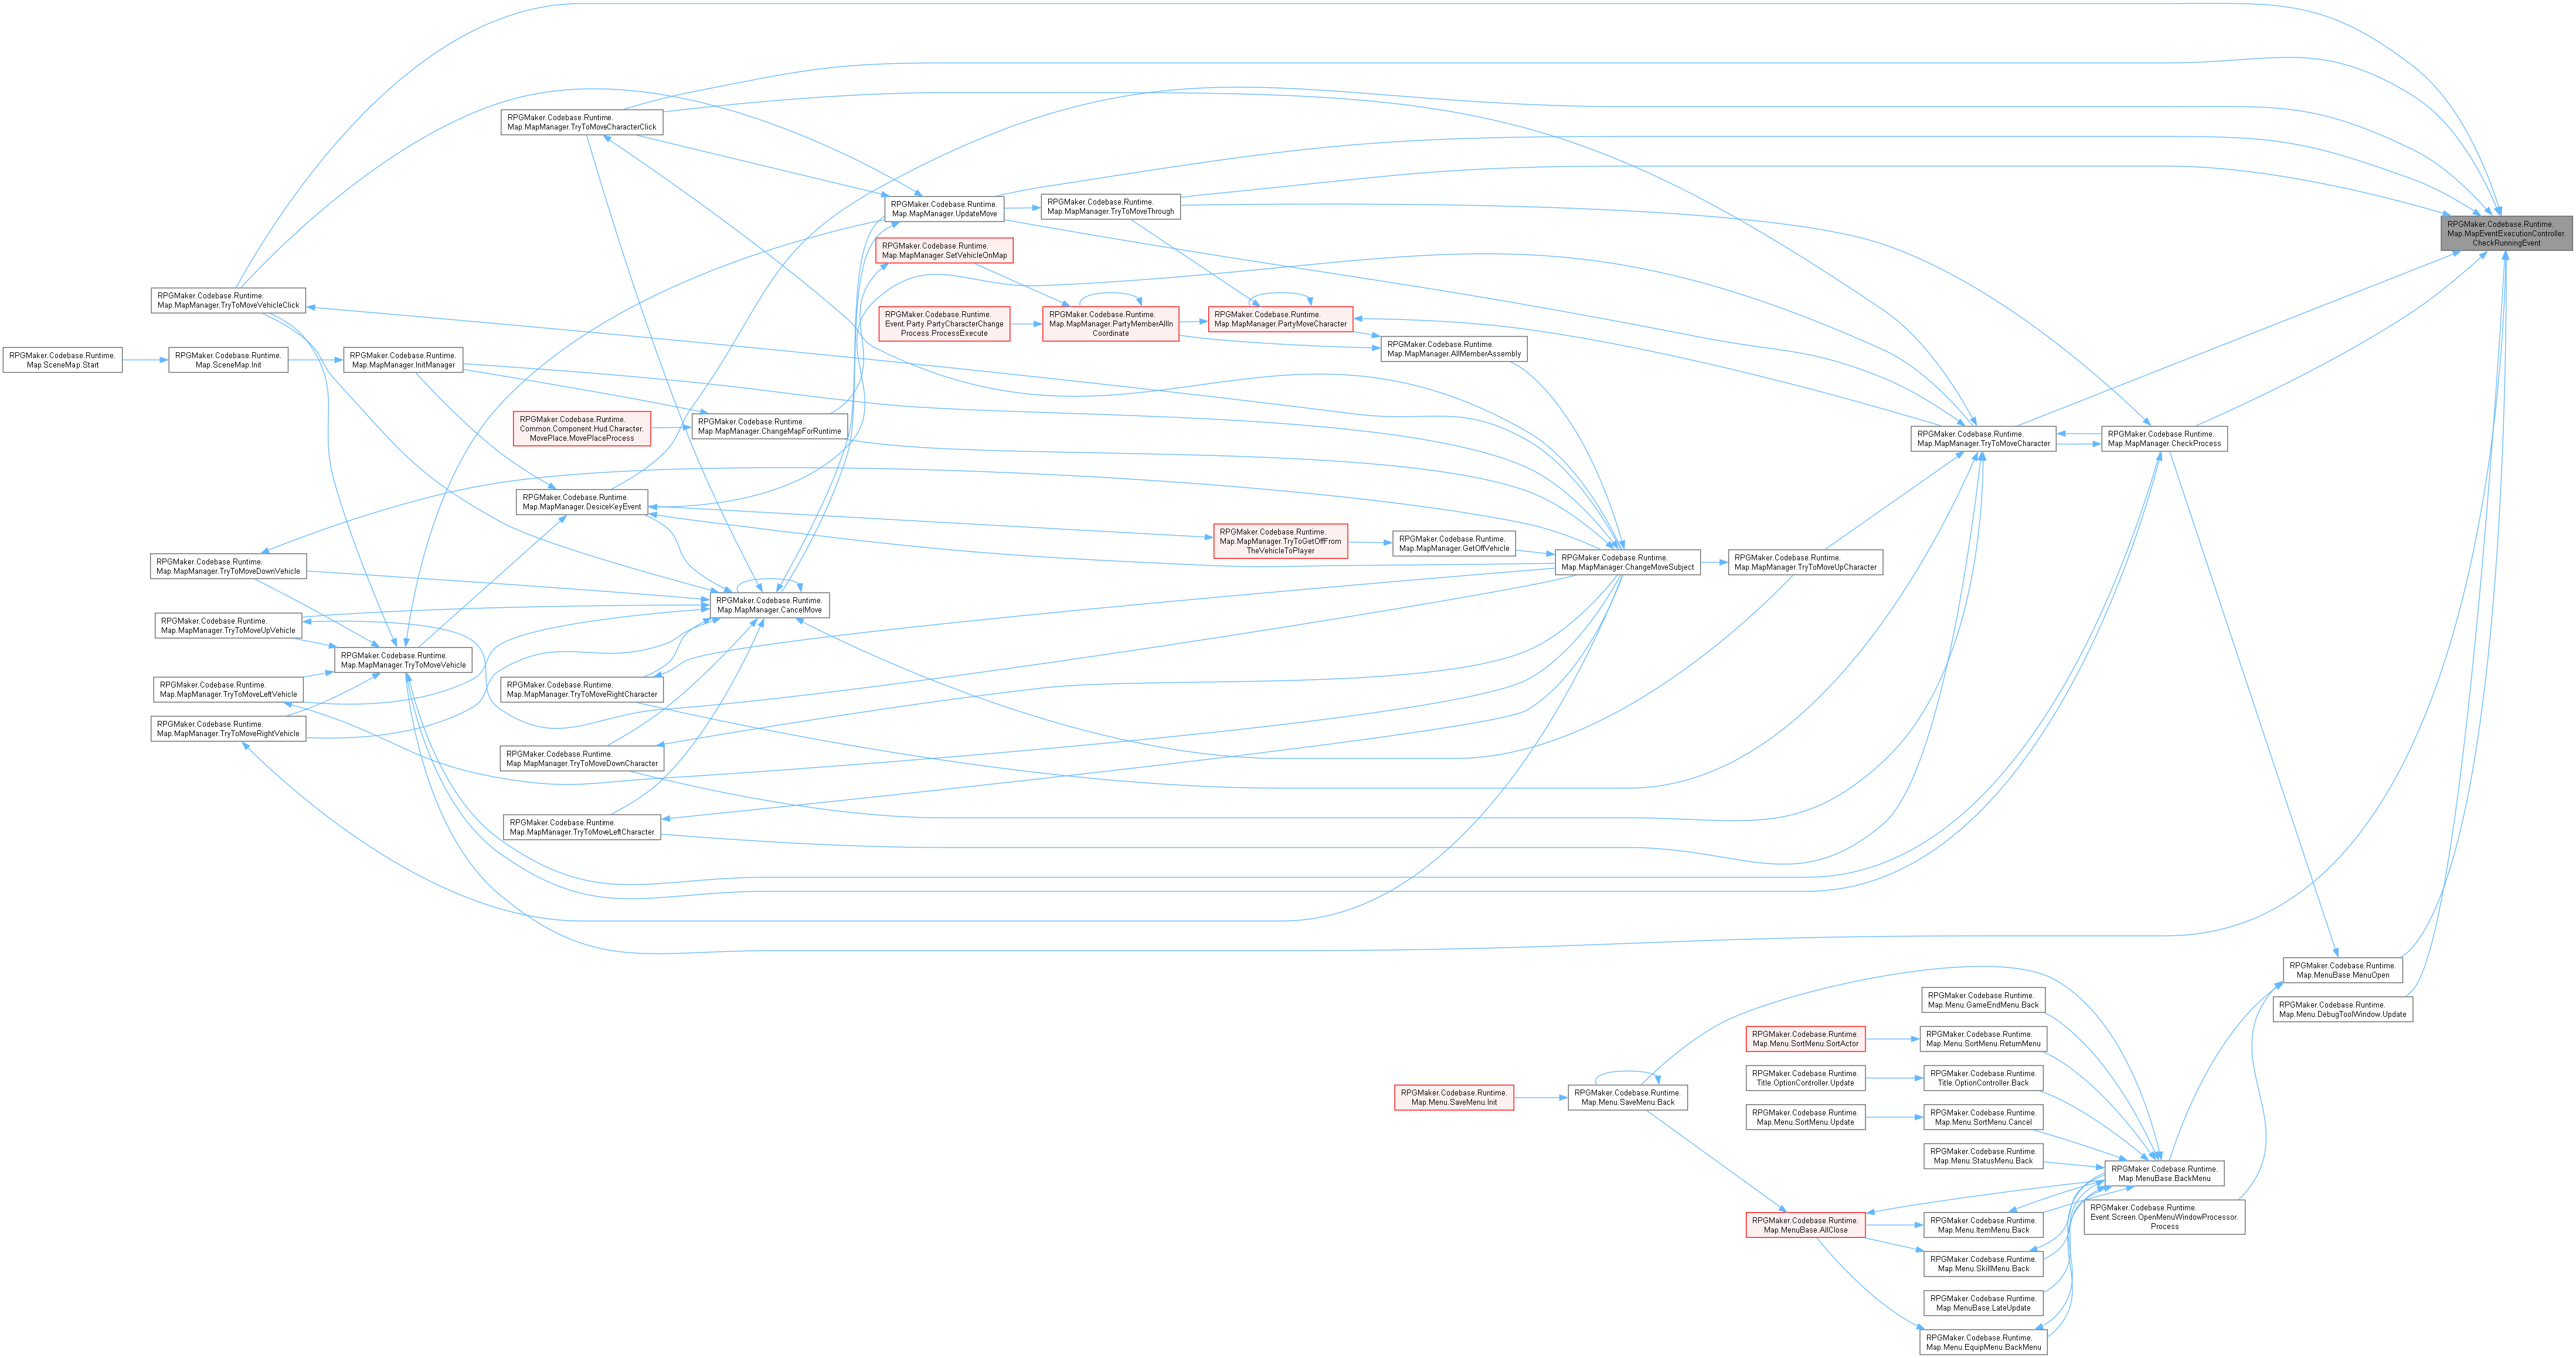 RPGMaker.Codebase.Runtime.
Map.MapManager.TryToMoveCharacterClick
RPGMaker.Codebase.Runtime.
Map.MapManager.UpdateMove
RPGMaker.Codebase.Runtime.
Map.MapManager.TryToMoveThrough
RPGMaker.Codebase.Runtime.
Map.MapEventExecutionController.
CheckRunningEvent
RPGMaker.Codebase.Runtime.
Map.MapManager.SetVehicleOnMap
RPGMaker.Codebase.Runtime.
Map.MapManager.TryToMoveVehicleClick
RPGMaker.Codebase.Runtime.
Event.Party.PartyCharacterChange
Process.ProcessExecute
RPGMaker.Codebase.Runtime.
Map.MapManager.PartyMemberAllIn
Coordinate
RPGMaker.Codebase.Runtime.
Map.MapManager.PartyMoveCharacter
RPGMaker.Codebase.Runtime.
Map.MapManager.AllMemberAssembly
RPGMaker.Codebase.Runtime.
Map.SceneMap.Start
RPGMaker.Codebase.Runtime.
Map.SceneMap.Init
RPGMaker.Codebase.Runtime.
Map.MapManager.InitManager
RPGMaker.Codebase.Runtime.
Common.Component.Hud.Character.
MovePlace.MovePlaceProcess
RPGMaker.Codebase.Runtime.
Map.MapManager.ChangeMapForRuntime
RPGMaker.Codebase.Runtime.
Map.MapManager.TryToMoveCharacter
RPGMaker.Codebase.Runtime.
Map.MapManager.CheckProcess
RPGMaker.Codebase.Runtime.
Map.MapManager.DesiceKeyEvent
RPGMaker.Codebase.Runtime.
Map.MapManager.TryToGetOffFrom
TheVehicleToPlayer
RPGMaker.Codebase.Runtime.
Map.MapManager.GetOffVehicle
RPGMaker.Codebase.Runtime.
Map.MapManager.ChangeMoveSubject
RPGMaker.Codebase.Runtime.
Map.MapManager.TryToMoveUpCharacter
RPGMaker.Codebase.Runtime.
Map.MapManager.TryToMoveDownVehicle
RPGMaker.Codebase.Runtime.
Map.MapManager.CancelMove
RPGMaker.Codebase.Runtime.
Map.MapManager.TryToMoveUpVehicle
RPGMaker.Codebase.Runtime.
Map.MapManager.TryToMoveVehicle
RPGMaker.Codebase.Runtime.
Map.MapManager.TryToMoveLeftVehicle
RPGMaker.Codebase.Runtime.
Map.MapManager.TryToMoveRightCharacter
RPGMaker.Codebase.Runtime.
Map.MapManager.TryToMoveRightVehicle
RPGMaker.Codebase.Runtime.
Map.MapManager.TryToMoveDownCharacter
RPGMaker.Codebase.Runtime.
Map.MapManager.TryToMoveLeftCharacter
RPGMaker.Codebase.Runtime.
Map.MenuBase.MenuOpen
RPGMaker.Codebase.Runtime.
Map.Menu.GameEndMenu.Back
RPGMaker.Codebase.Runtime.
Map.Menu.DebugToolWindow.Update
RPGMaker.Codebase.Runtime.
Map.Menu.SortMenu.SortActor
RPGMaker.Codebase.Runtime.
Map.Menu.SortMenu.ReturnMenu
RPGMaker.Codebase.Runtime.
Title.OptionController.Update
RPGMaker.Codebase.Runtime.
Title.OptionController.Back
RPGMaker.Codebase.Runtime.
Map.Menu.SaveMenu.Init
RPGMaker.Codebase.Runtime.
Map.Menu.SaveMenu.Back
RPGMaker.Codebase.Runtime.
Map.Menu.SortMenu.Update
RPGMaker.Codebase.Runtime.
Map.Menu.SortMenu.Cancel
RPGMaker.Codebase.Runtime.
Map.Menu.StatusMenu.Back
RPGMaker.Codebase.Runtime.
Map.MenuBase.BackMenu
RPGMaker.Codebase.Runtime.
Event.Screen.OpenMenuWindowProcessor.
Process
RPGMaker.Codebase.Runtime.
Map.MenuBase.AllClose
RPGMaker.Codebase.Runtime.
Map.Menu.ItemMenu.Back
RPGMaker.Codebase.Runtime.
Map.Menu.SkillMenu.Back
RPGMaker.Codebase.Runtime.
Map.MenuBase.LateUpdate
RPGMaker.Codebase.Runtime.
Map.Menu.EquipMenu.BackMenu